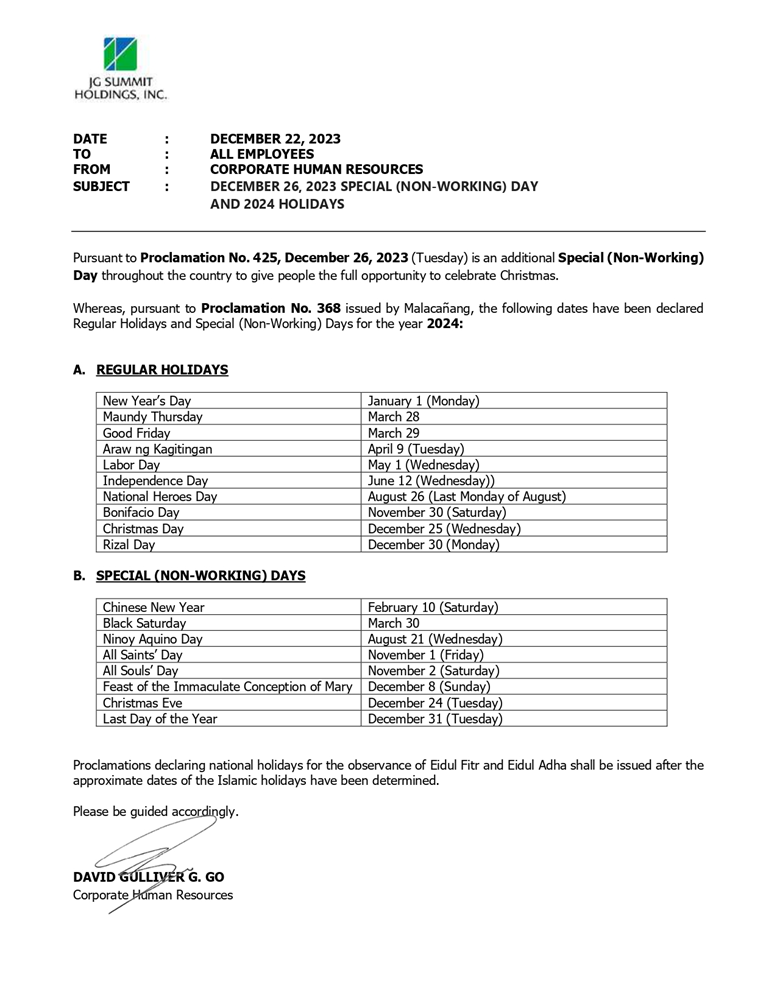 JG SUMMIT
HOLDINGS, INC.
DATE : DECEMBER 22, 2023
TO : ALL EMPLOYEES
FROM : CORPORATE HUMAN RESOURCES
SUBJECT : DECEMBER 26, 2023 SPECIAL (NON-WORKING) DAY
AND 2024 HOLIDAYS
Pursuant to Proclamation No. 425, December 26, 2023 (Tuesday) is an additional Special (Non-Working)
Day throughout the country to give people the full opportunity to celebrate Christmas.
Whereas, pursuant to Proclamation No. 368 issued by Malacañang, the following dates have been declared
Regular Holidays and Special (Non-Working) Days for the year 2024:
A. REGULAR HOLIDAYS
New Year's Day January 1 (Monday)
Maundy Thursday March 28
Good Friday March 29
Araw ng Kagitingan April 9 (Tuesday)
Labor Day May 1 (Wednesday)
Independence Day June 12 (Wednesday))
National Heroes Day August 26 (Last Monday of August)
Bonifacio Day November 30 (Saturday)
Christmas Day December 25 (Wednesday)
Rizal Day December 30 (Monday)
B. SPECIAL (NON-WORKING) DAYS
Chinese New Year February 10 (Saturday)
Black Saturday March 30
Ninoy Aquino Day August 21 (Wednesday)
All Saints' Day November 1 (Friday)
All Souls' Day November 2 (Saturday)
Feast of the Immaculate Conception of Mary December 8 (Sunday)
Christmas Eve December 24 (Tuesday)
Last Day of the Year December 31 (Tuesday)
Proclamations declaring national holidays for the observance of Eidul Fitr and Eidul Adha shall be issued after the
approximate dates of the Islamic holidays have been determined.
Please be guided accordingly.
DAVID GULLIVER G. GO
Corporate Human Resources